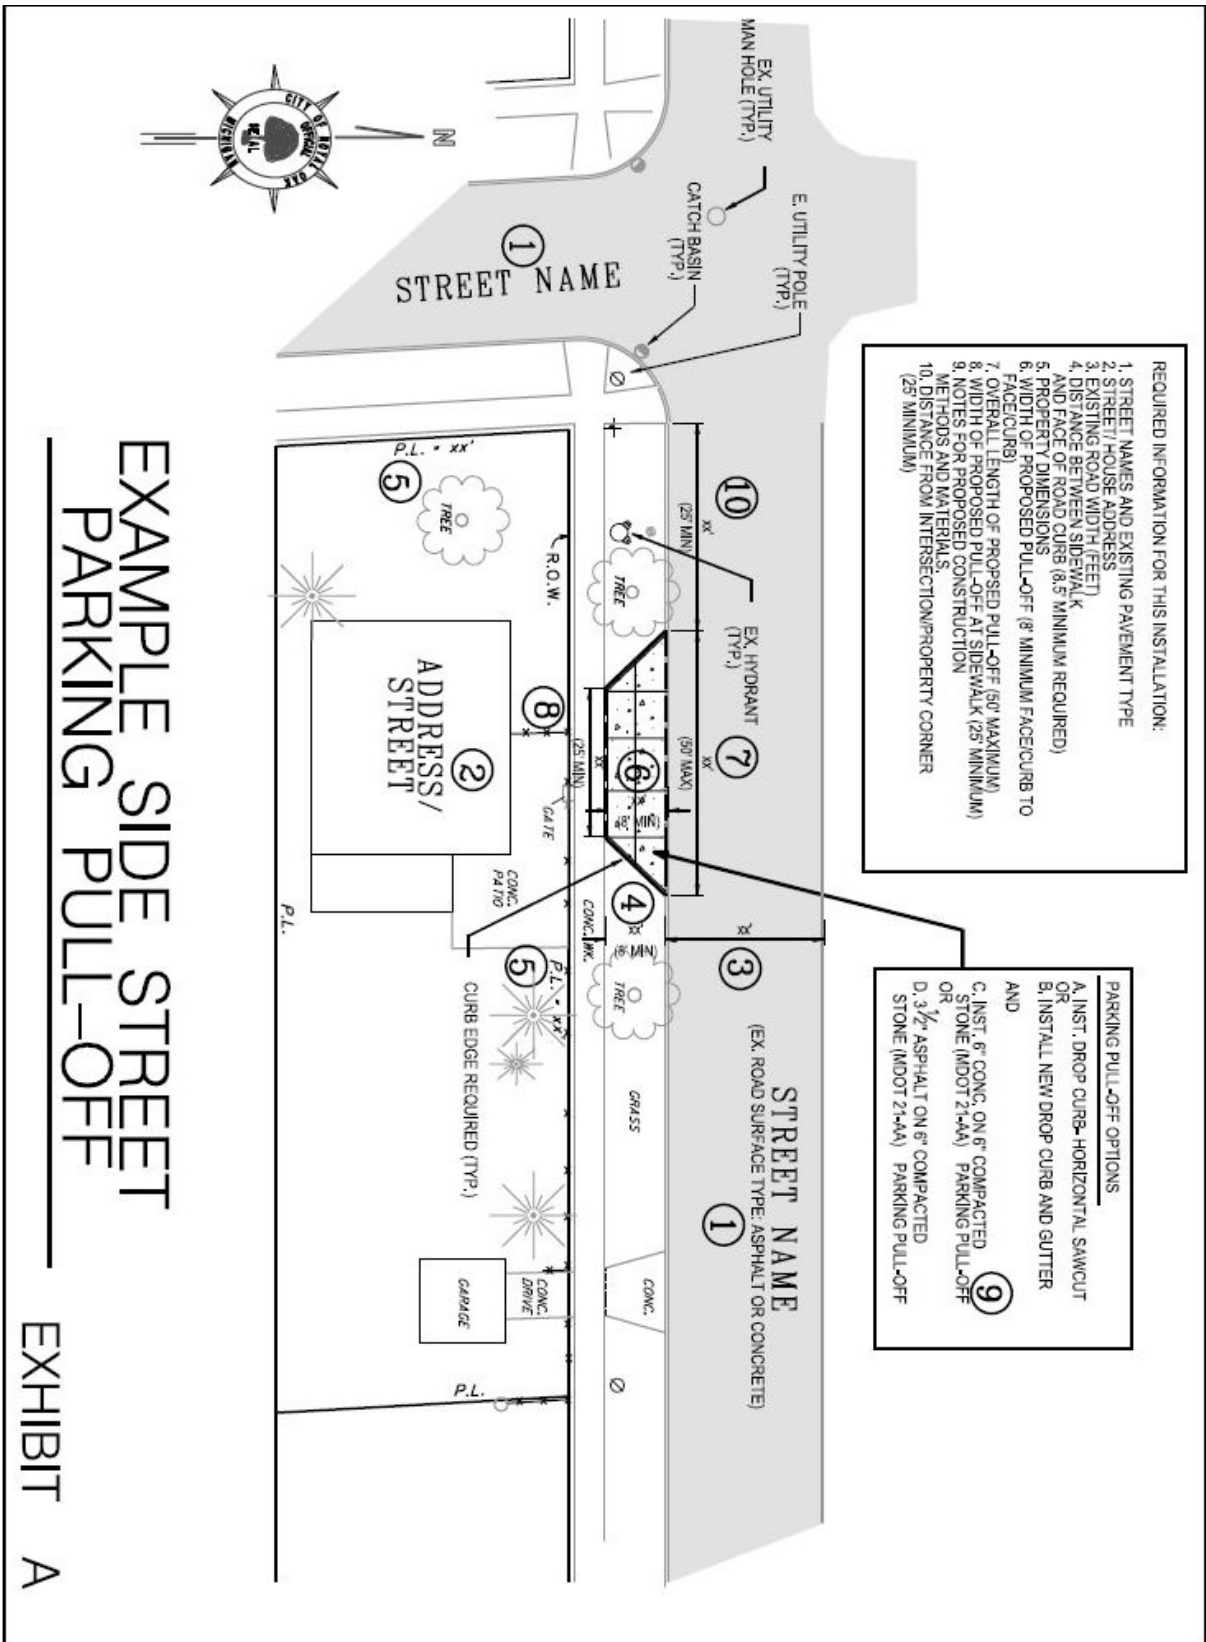 REQUIRED INFORMATION FOR THIS INSTALLATION:
1. STREET NAMES AND EXISTING PAVEMENT TYPE
2. STREET/HOUSE ADDRESS
3. EXISTING ROAD WIDTH (FEET)
4. DISTANCE BETWEEN SIDEWALK
AND FACE OF ROAD CURB (8.5' MINIMUM REQUIRED)
5. PROPERTY DIMENSIONS
6. WIDTH OF PROPOSED PULL-OFF (8' MINIMUM FACE/CURB TO
FACE/CURB)
7. OVERALL LENGTH OF PROPSED PULL-OFF (50' MAXIMUM)
8. WIDTH OF PROPOSED PULL-OFF AT SIDEWALK (25' MINIMUM)
9. NOTES FOR PROPOSED CONSTRUCTION
METHODS AND MATERIALS.
10. DISTANCE FROM INTERSECTION/PROPERTY CORNER
(25' MINIMUM)
PARKING PULL-OFF OPTIONS
A. INST. DROP CURB- HORIZONTAL SAWCUT
OR
B. INSTALL NEW DROP CURB AND GUTTER
AND
C. INST. 6" CONC. ON 6" COMPACTED
STONE (MDOT 21-AA) PARKING PULL-OFF
OR
D. 3½" ASPHALT ON 6" COMPACTED
STONE (MDOT 21-AA) PARKING PULL-OFF
9
EX. UTILITY
MAN HOLE (TYP.)
E. UTILITY POLE
(TYP.)
CATCH BASIN
(TYP.)
1
STREET NAME
10
xx'
(25' MIN)
EX. HYDRANT
(TYP.)
7
xx'
(50' MAX)
3
xx'
STREET NAME
(EX. ROAD SURFACE TYPE: ASPHALT OR CONCRETE)
1
TREE
6
xx'
(8' MIN)
4
xx'
TREE
GRASS
CONC.
8
xx'
(25' MIN)
CONC. WK.
R.O.W.
P.L. = xx'
5
TREE
ADDRESS/
STREET
2
GATE
CONC.
PATIO
5
P.L. = xx'
CURB EDGE REQUIRED (TYP.)
CONC.
DRIVE
GARAGE
P.L.
P.L.
N
CITY OF ROYAL OAK
OFFICIAL
SEAL
MICHIGAN
EXAMPLE SIDE STREET
PARKING PULL-OFF
EXHIBIT A